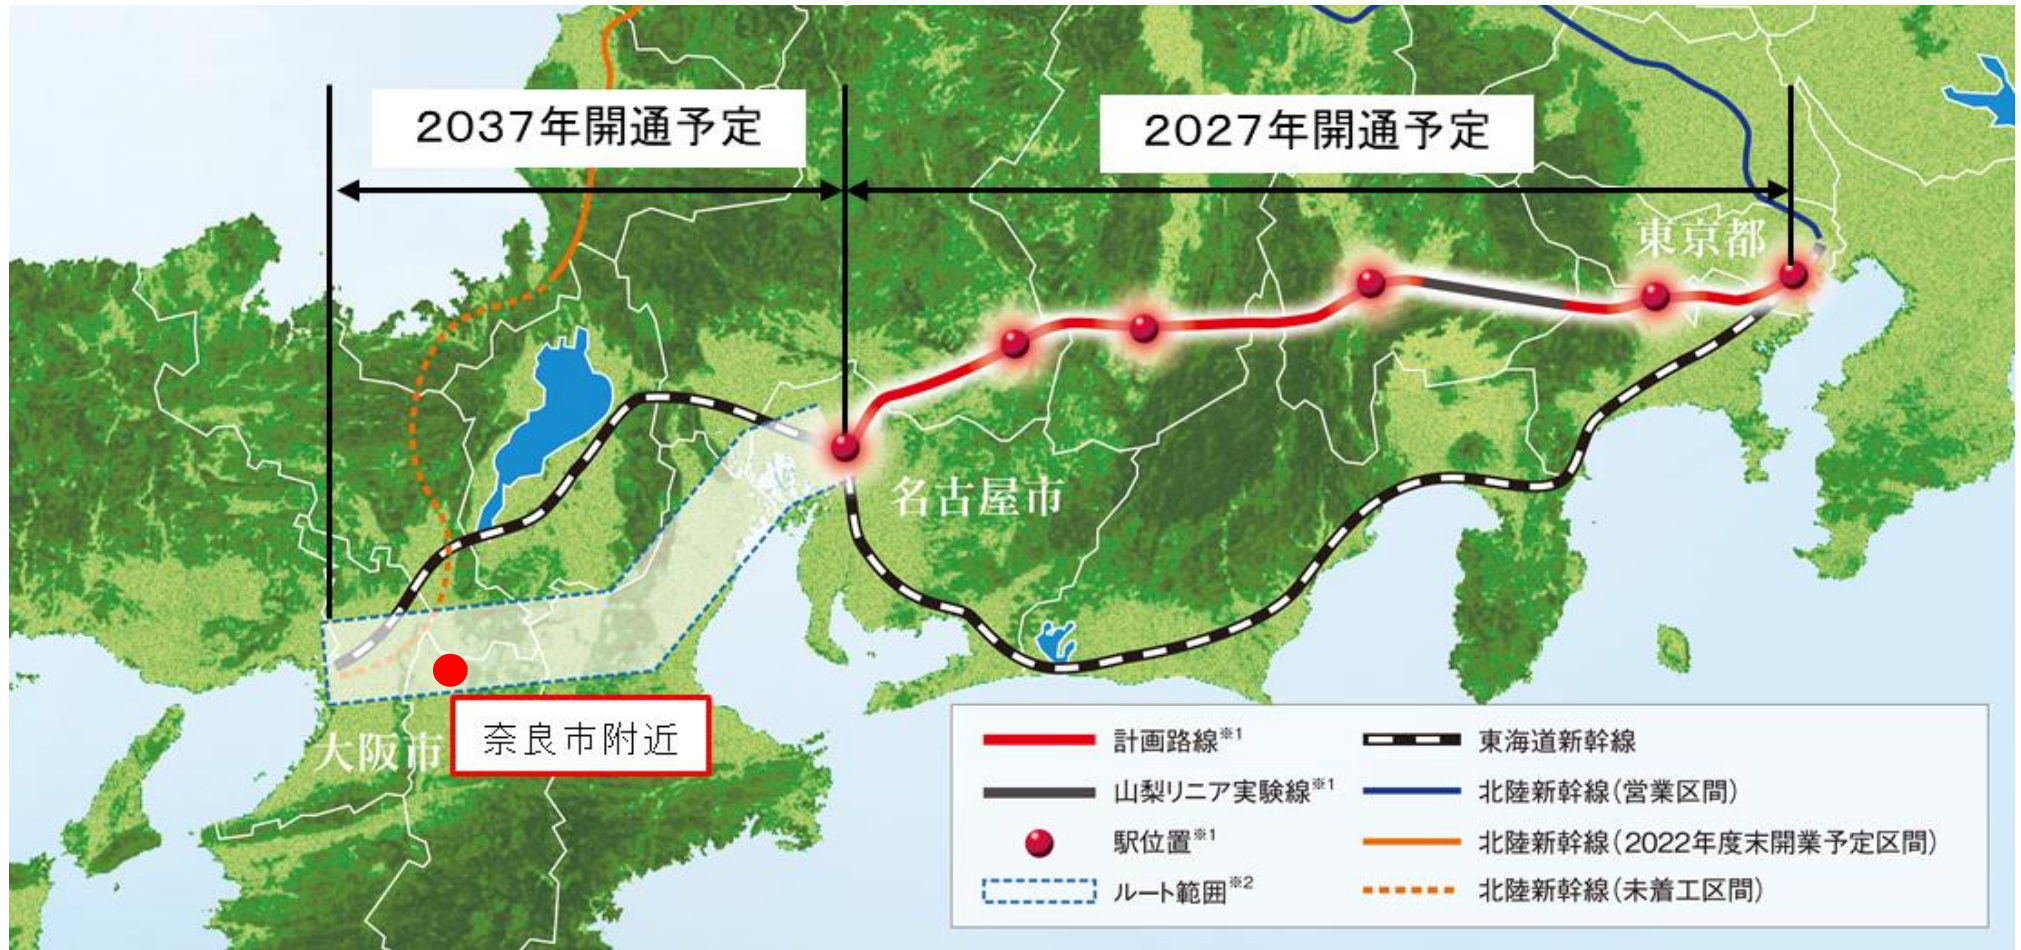 2037年開通予定
2027年開通予定
東京都
名古屋市
大阪市
奈良市附近
計画路線※1
山梨リニア実験線※1
駅位置※1
ルート範囲※2
東海道新幹線
北陸新幹線(営業区間)
北陸新幹線(2022年度末開業予定区間)
北陸新幹線(未着工区間)